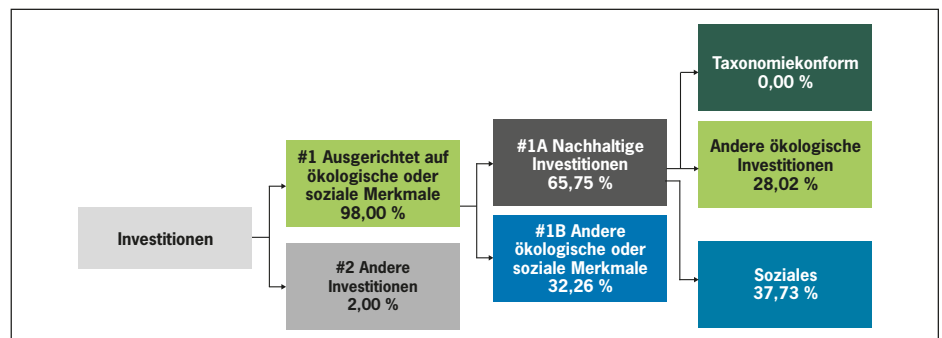 Investitionen
#1 Ausgerichtet auf
ökologische oder
soziale Merkmale
98,00 %
#2 Andere
Investitionen
2,00 %
#1A Nachhaltige
Investitionen
65,75 %
#1B Andere
ökologische oder
soziale Merkmale
32,26 %
Taxonomiekonform
0,00 %
Andere ökologische
Investitionen
28,02 %
Soziales
37,73 %